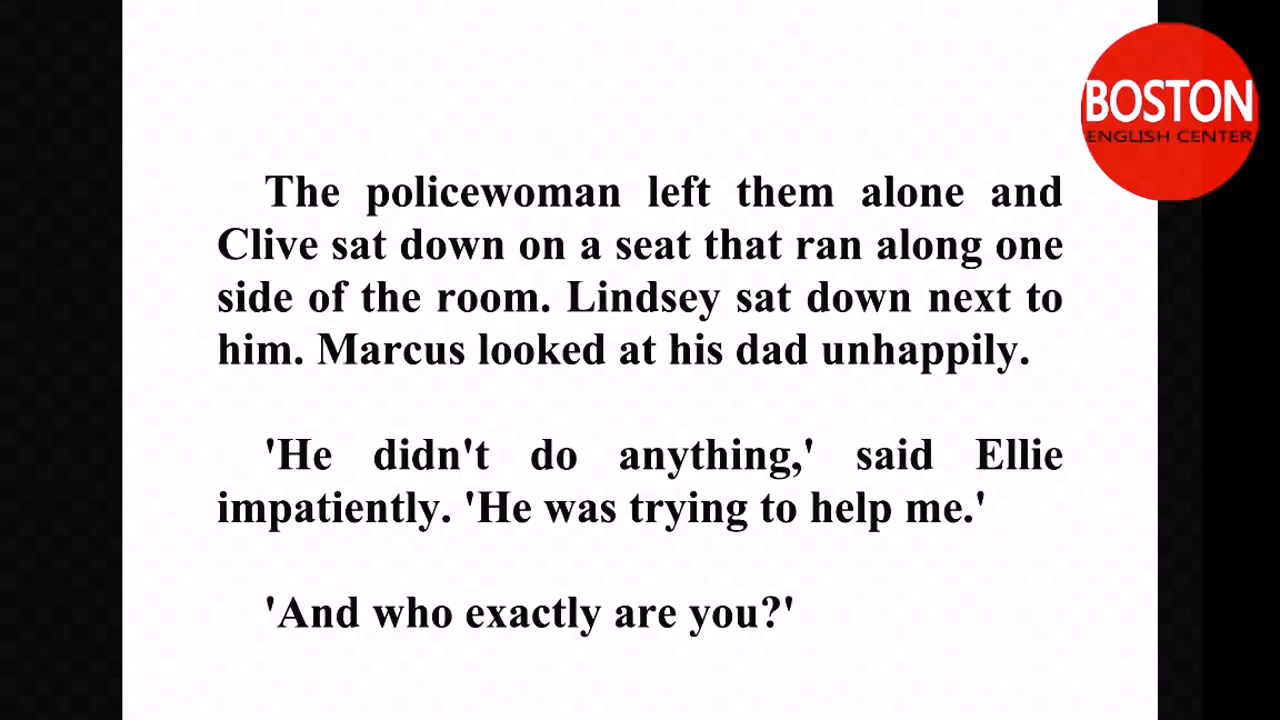 BOSTON
ENGLISH CENTER
The policewoman left them alone and
Clive sat down on a seat that ran along one
side of the room. Lindsey sat down next to
him. Marcus looked at his dad unhappily.
'He didn't do anything,' said Ellie
impatiently. 'He was trying to help me.'
'And who exactly are you?'